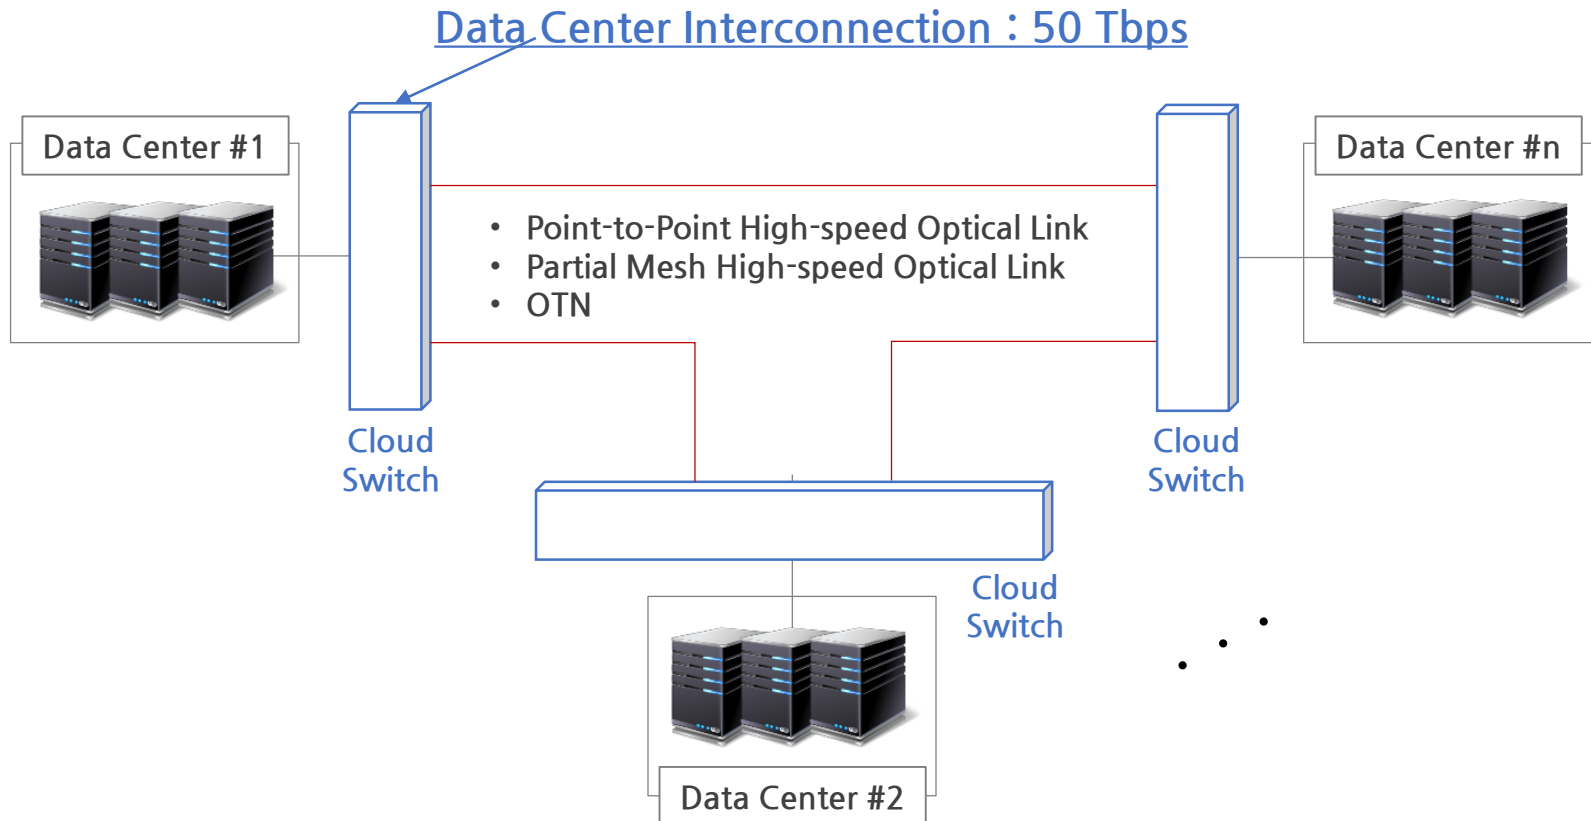 Data Center Interconnection : 50 Tbps
Data Center #1
Data Center #n
• Point-to-Point High-speed Optical Link
• Partial Mesh High-speed Optical Link
• OTN
Cloud
Switch
Cloud
Switch
Cloud
Switch
Data Center #2